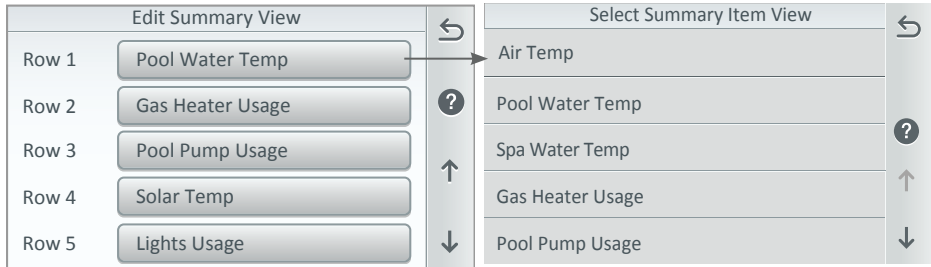 Edit Summary View
Row 1 Pool Water Temp
Row 2 Gas Heater Usage
Row 3 Pool Pump Usage
Row 4 Solar Temp
Row 5 Lights Usage
?
Select Summary Item View
Air Temp
Pool Water Temp
Spa Water Temp
Gas Heater Usage
Pool Pump Usage
?